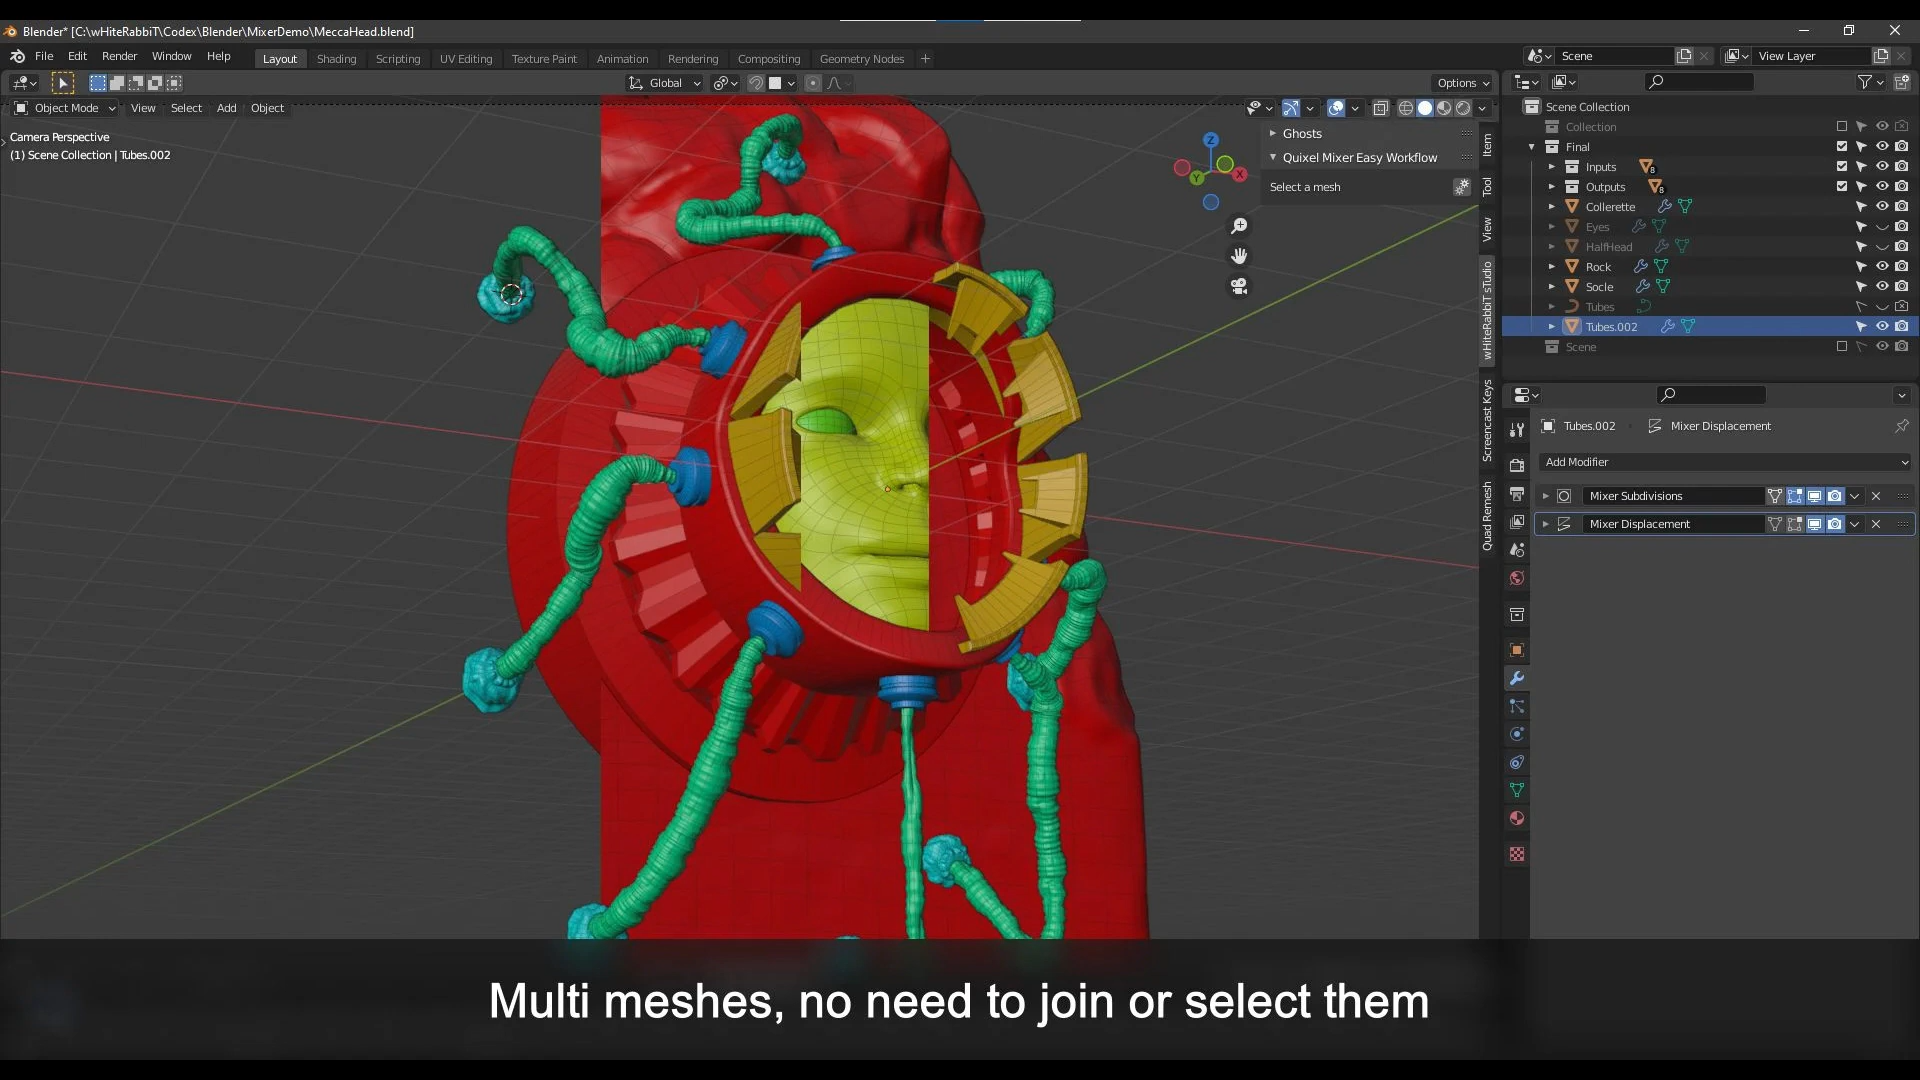 Blender* [C:\wHiteRabbiT\Codex\Blender\MixerDemo\MeccaHead.blend]
File Edit Render Window Help
Layout Shading Scripting UV Editing Texture Paint Animation Rendering Compositing Geometry Nodes +
Scene
View Layer
Global
Options
Object Mode View Select Add Object
Camera Perspective
(1) Scene Collection | Tubes.002
Z
X
Y
Ghosts
Quixel Mixer Easy Workflow
Select a mesh
Item
Tool
View
wHiteRabbiT sTudio
Screencast Keys
Quad Remesh
Scene Collection
Collection
Final
Inputs 8
Outputs 8
Collerette
Eyes
HalfHead
Rock
Socle
Tubes
Tubes.002
Scene
Tubes.002 Mixer Displacement
Add Modifier
Mixer Subdivisions
Mixer Displacement
Multi meshes, no need to join or select them